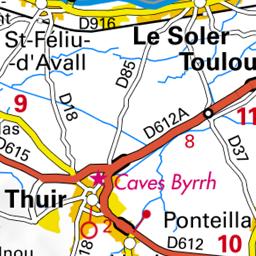 D916
St-Feliu-
-d'Avall
Le Soler
Toulou
D85
9
D18
D612A
11
las
D615
8
D37
Caves Byrrh
Thuir
Ponteilla
2
18
D612
10
lnou